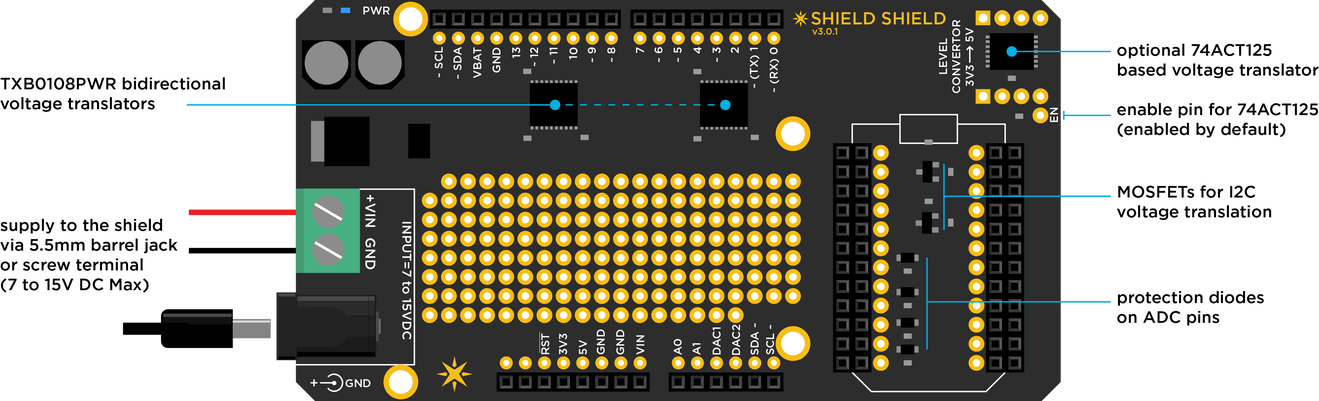 PWR
SHIELD SHIELD
v3.0.1
~ SCL
~ SDA
VBAT
GND
13
~ 12
~ 11
10
~ 9
~ 8
7
~ 6
~ 5
4
~ 3
2
~ (TX) 1
~ (RX) 0
LEVEL
CONVERTOR
3V3 → 5V
optional 74ACT125
based voltage translator
TXB0108PWR bidirectional
voltage translators
EN
enable pin for 74ACT125
(enabled by default)
MOSFETs for I2C
voltage translation
supply to the shield
via 5.5mm barrel jack
or screw terminal
(7 to 15V DC Max)
+VIN
GND
INPUT=7 to 15VDC
protection diodes
on ADC pins
RST
3V3
5V
GND
GND
VIN
A0
A1
DAC1
DAC2
SDA ~
SCL ~
+ GND